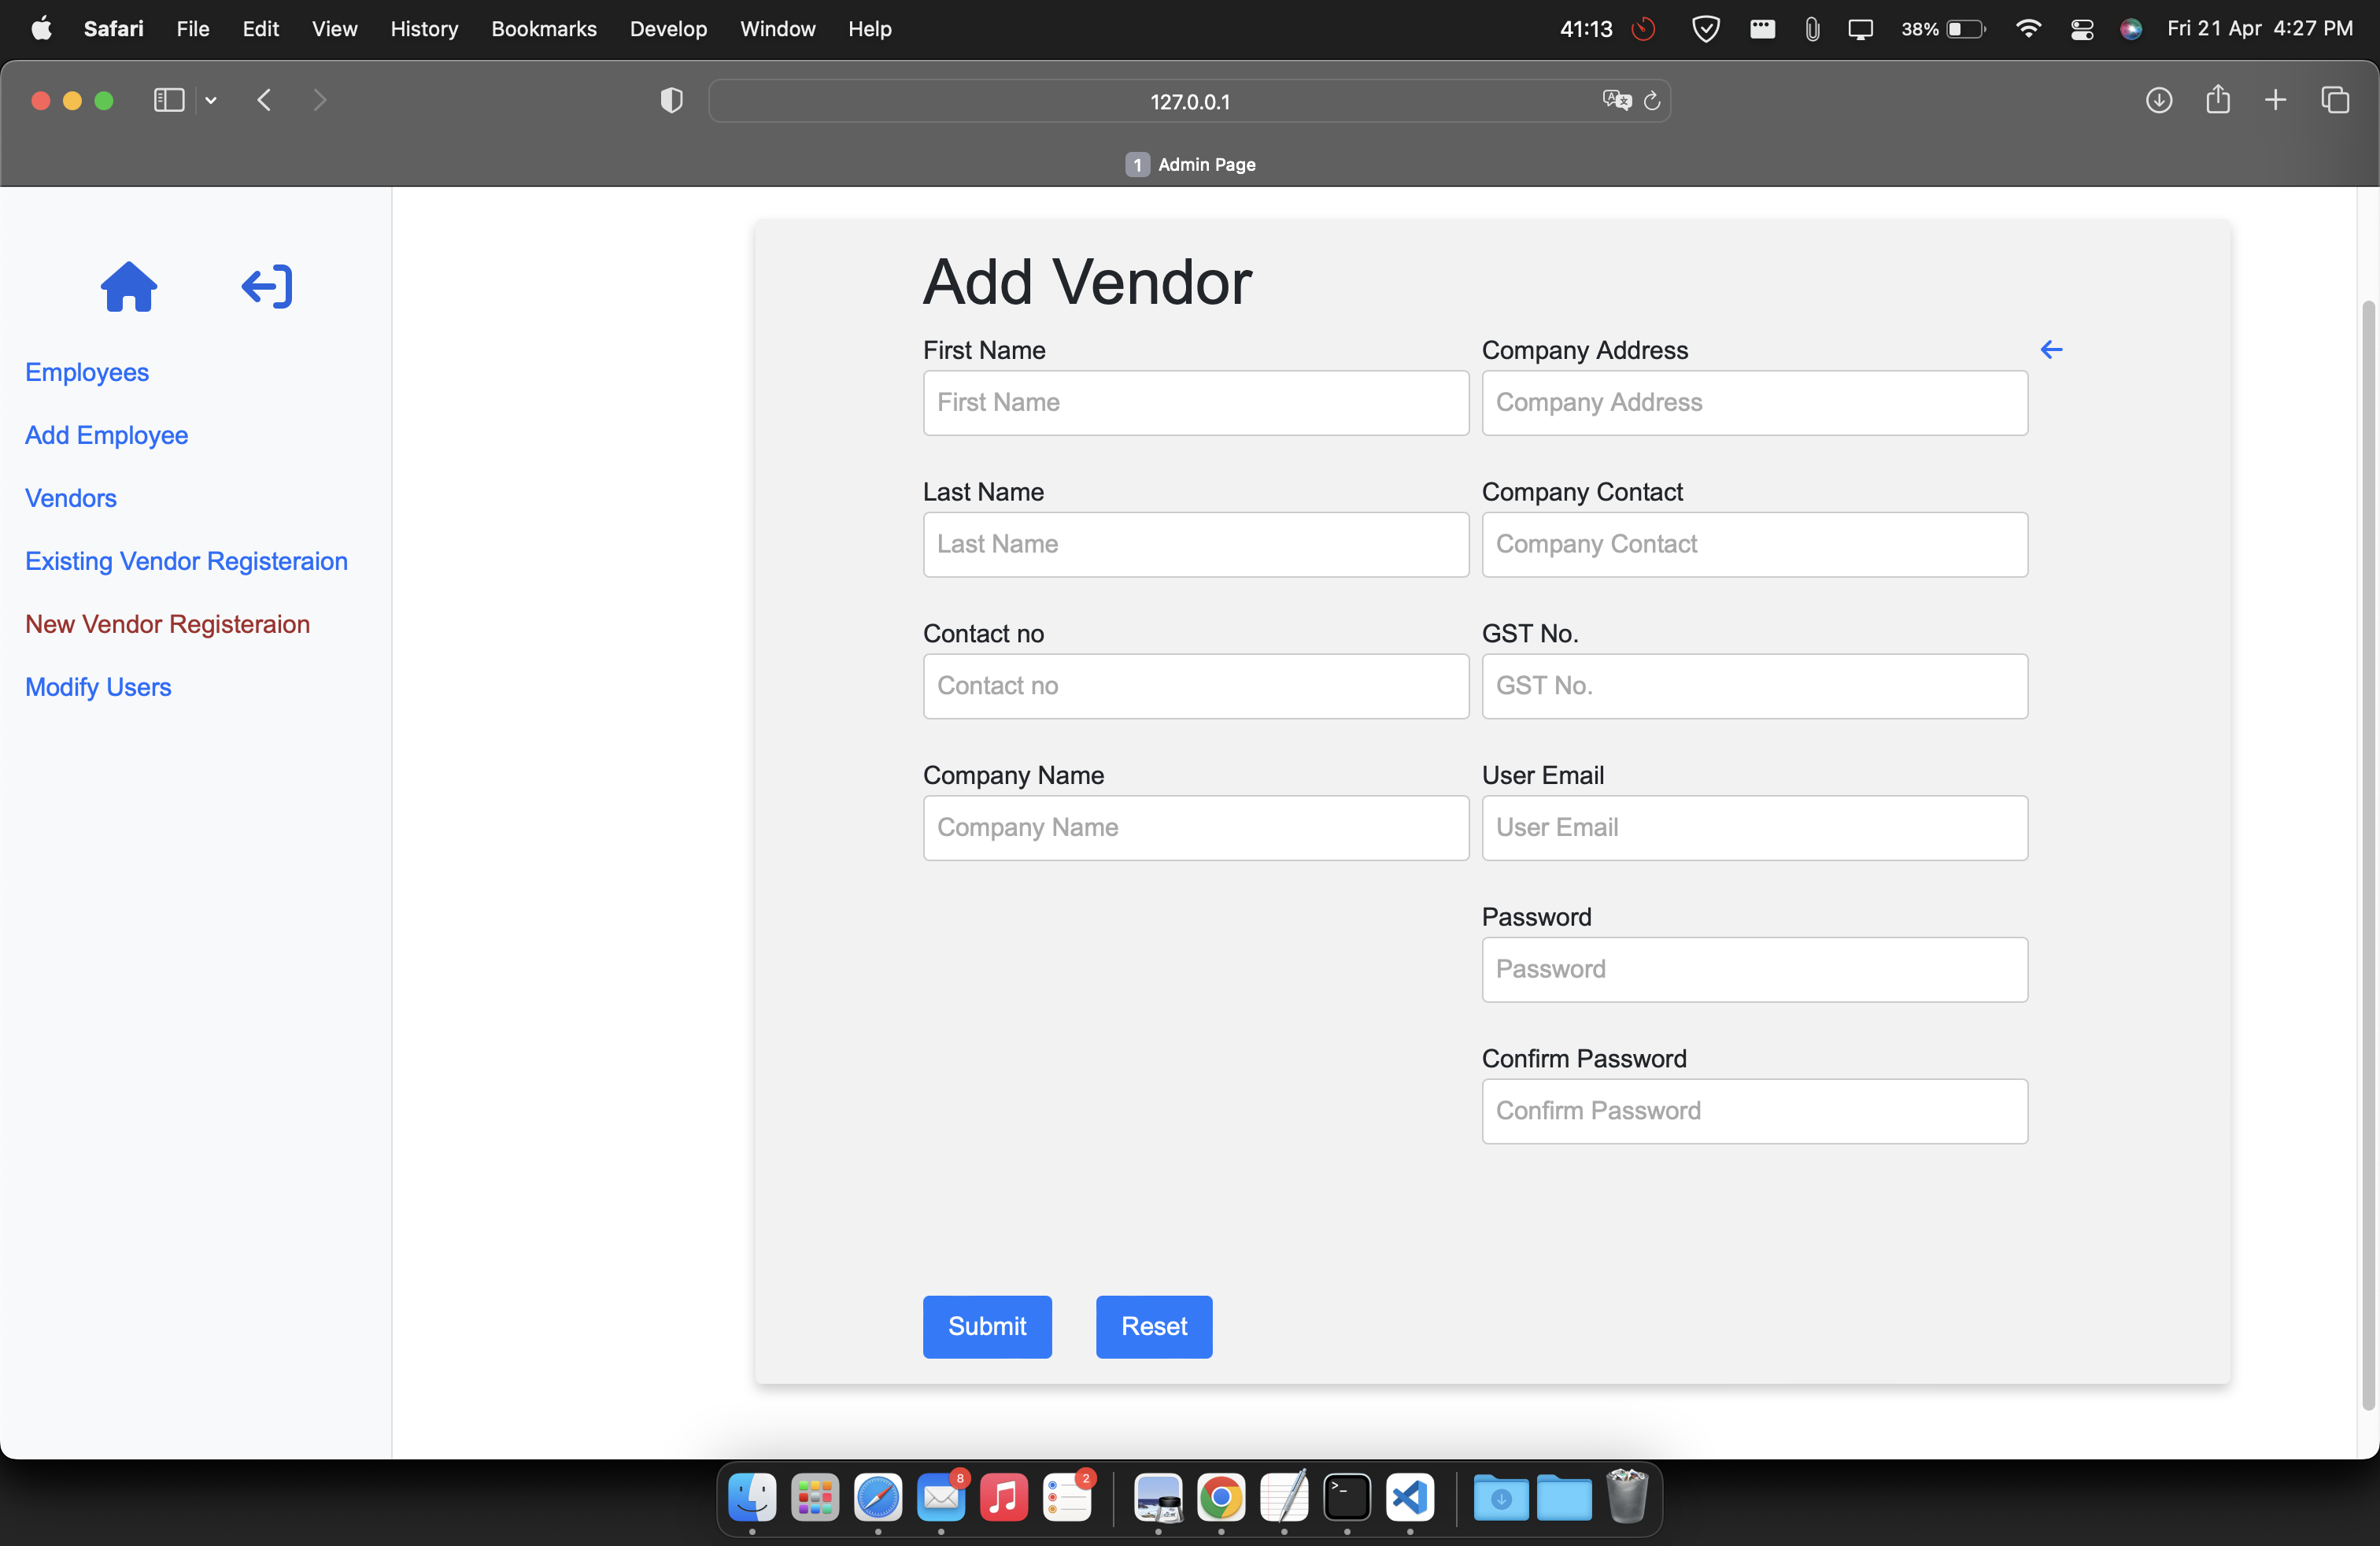 Safari File Edit View History Bookmarks Develop Window Help 41:13 38% Fri 21 Apr 4:27 PM
127.0.0.1
1 Admin Page
Employees
Add Employee
Vendors
Existing Vendor Registeraion
New Vendor Registeraion
Modify Users
Add Vendor
First Name
First Name
Last Name
Last Name
Contact no
Contact no
Company Name
Company Name
Company Address
Company Address
Company Contact
Company Contact
GST No.
GST No.
User Email
User Email
Password
Password
Confirm Password
Confirm Password
Submit Reset
8 2